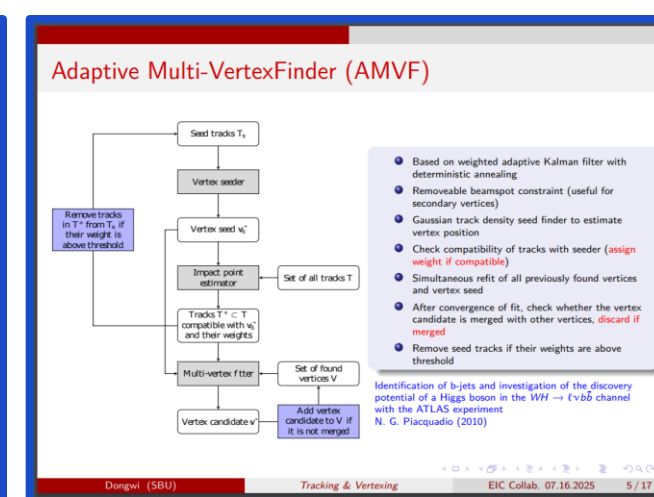 Adaptive Multi-VertexFinder (AMVF)
Seed tracks Tₛ
Vertex seeder
Remove tracks
in T* from Tₛ if
their weight is
above threshold
Vertex seed
Impact point
estimator
Set of all tracks T
Tracks T* ⊂ T
compatible with
and their weights
Multi-vertex fitter
Set of found
vertices V
Vertex candidate
Add vertex
candidate to V if
it is not merged
Based on weighted adaptive Kalman filter with
deterministic annealing
Removeable beamspot constraint (useful for
secondary vertices)
Gaussian track density seed finder to estimate
vertex position
Check compatibility of tracks with seeder (assign
weight if compatible)
Simultaneous refit of all previously found vertices
and vertex seed
After convergence of fit, check whether the vertex
candidate is merged with other vertices, discard if
merged
Remove seed tracks if their weights are above
threshold
Identification of b-jets and investigation of the discovery
potential of a Higgs boson in the WH → ℓνbb̄ channel
with the ATLAS experiment
N. G. Piacquadio (2010)
Dongwi (SBU) Tracking & Vertexing EIC Collab. 07.16.2025 5 / 17